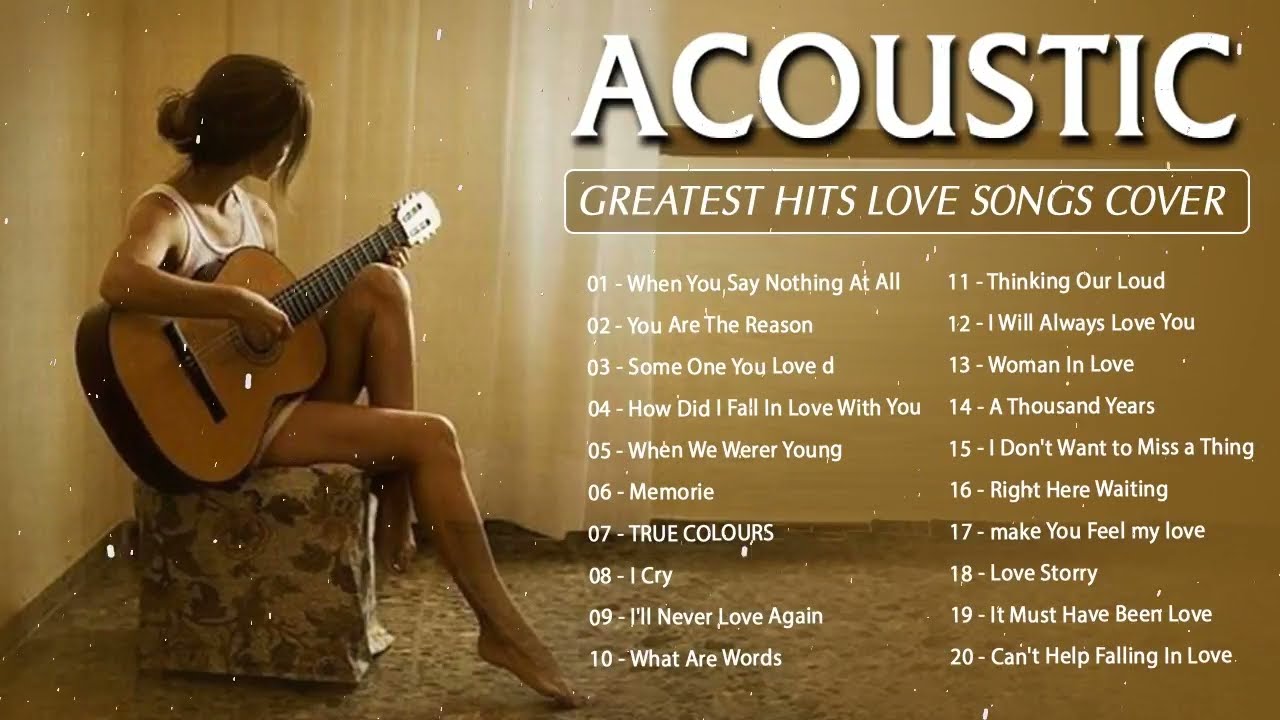 ACOUSTIC
GREATEST HITS LOVE SONGS COVER
01 - When You Say Nothing At All
02 - You Are The Reason
03 - Some One You Love d
04 - How Did I Fall In Love With You
05 - When We Werer Young
06 - Memorie
07 - TRUE COLOURS
08 - I Cry
09 - I'll Never Love Again
10 - What Are Words
11 - Thinking Our Loud
12 - I Will Always Love You
13 - Woman In Love
14 - A Thousand Years
15 - I Don't Want to Miss a Thing
16 - Right Here Waiting
17 - make You Feel my love
18 - Love Storry
19 - It Must Have Been Love
20 - Can't Help Falling In Love